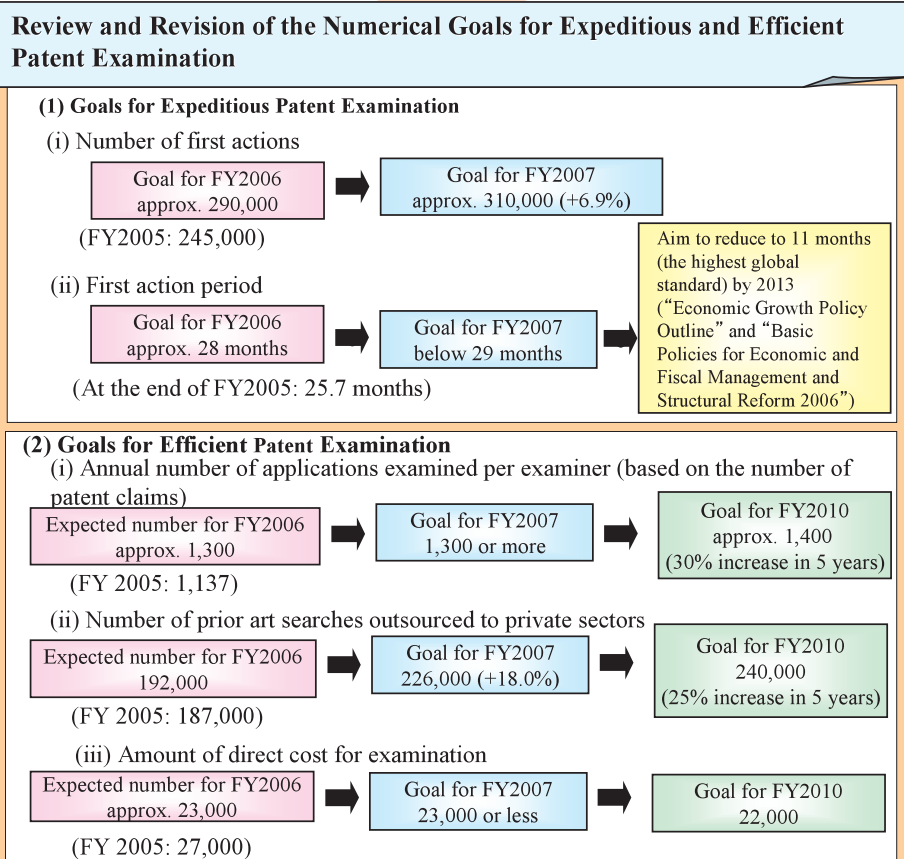 Review and Revision of the Numerical Goals for Expeditious and Efficient
Patent Examination
(1) Goals for Expeditious Patent Examination
(i) Number of first actions
Goal for FY2006
approx. 290,000
Goal for FY2007
approx. 310,000 (+6.9%)
(FY2005: 245,000)
(ii) First action period
Goal for FY2006
approx. 28 months
Goal for FY2007
below 29 months
Aim to reduce to 11 months
(the highest global
standard) by 2013
(“Economic Growth Policy
Outline” and “Basic
Policies for Economic and
Fiscal Management and
Structural Reform 2006”)
(At the end of FY2005: 25.7 months)
(2) Goals for Efficient Patent Examination
(i) Annual number of applications examined per examiner (based on the number of
patent claims)
Expected number for FY2006
approx. 1,300
Goal for FY2007
1,300 or more
Goal for FY2010
approx. 1,400
(30% increase in 5 years)
(FY 2005: 1,137)
(ii) Number of prior art searches outsourced to private sectors
Expected number for FY2006
192,000
Goal for FY2007
226,000 (+18.0%)
Goal for FY2010
240,000
(25% increase in 5 years)
(FY 2005: 187,000)
(iii) Amount of direct cost for examination
Expected number for FY2006
approx. 23,000
Goal for FY2007
23,000 or less
Goal for FY2010
22,000
(FY 2005: 27,000)